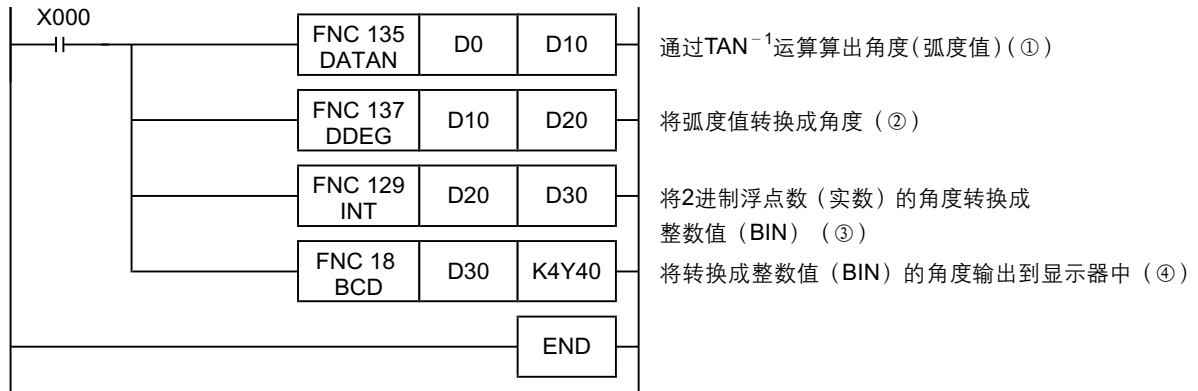 X000
FNC 135 DATAN D0 D10 通过TAN⁻¹运算算出角度(弧度值)(①)
FNC 137 DDEG D10 D20 将弧度值转换成角度（②）
FNC 129 INT D20 D30 将2进制浮点数（实数）的角度转换成
整数值（BIN）（③）
FNC 18 BCD D30 K4Y40 将转换成整数值（BIN）的角度输出到显示器中（④）
END